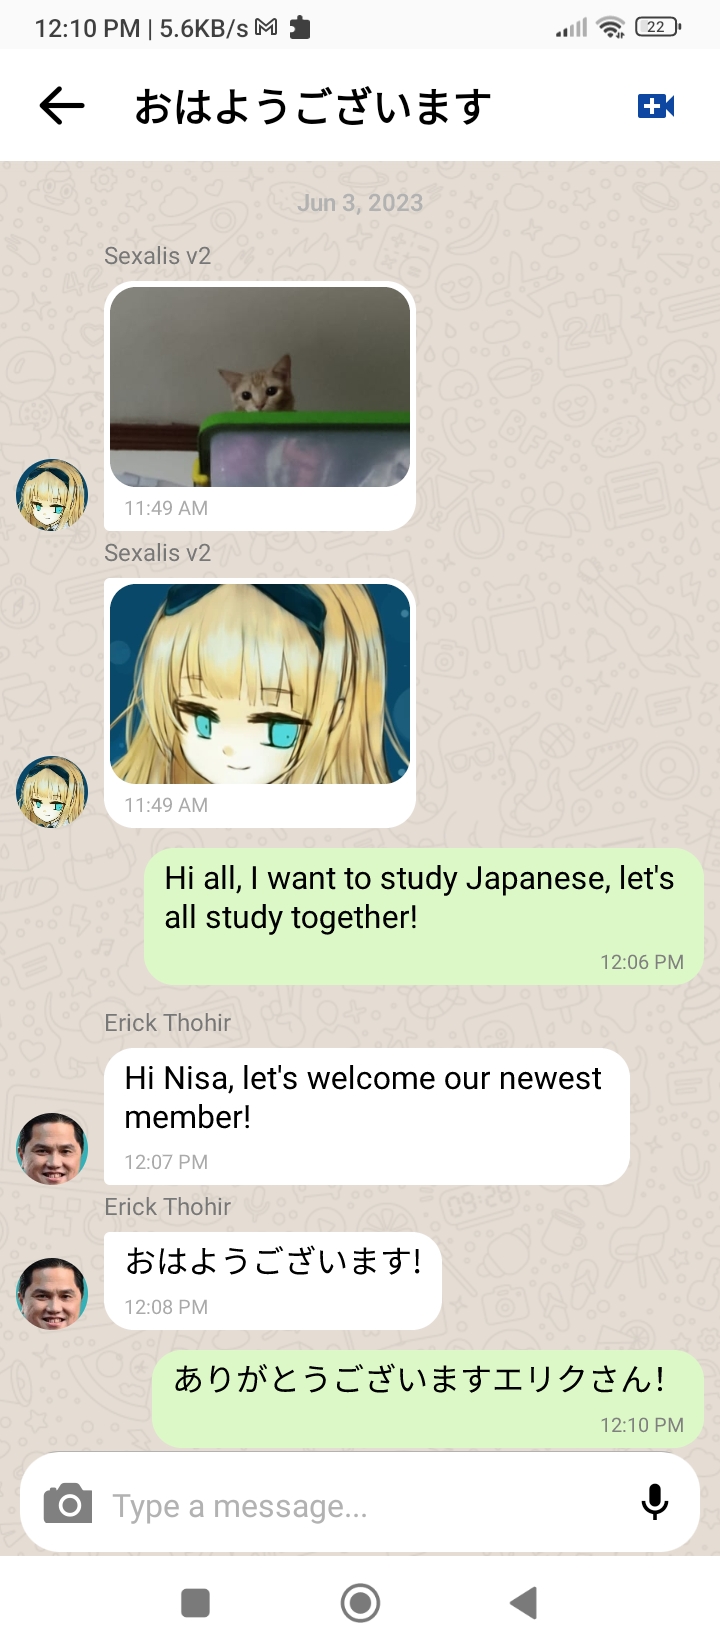 12:10 PM | 5.6KB/s
22
おはようございます
Jun 3, 2023
Sexalis v2
11:49 AM
Sexalis v2
11:49 AM
Hi all, I want to study Japanese, let's
all study together!
12:06 PM
Erick Thohir
Hi Nisa, let's welcome our newest
member!
12:07 PM
Erick Thohir
おはようございます!
12:08 PM
ありがとうございますエリクさん!
12:10 PM
Type a message...